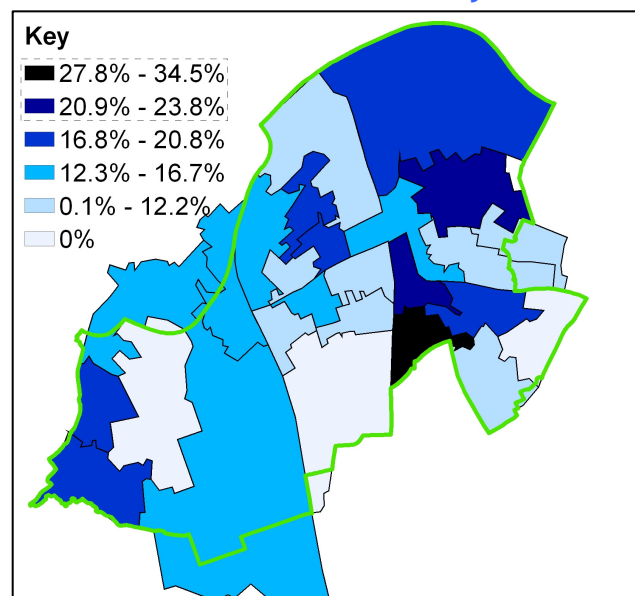 Key
27.8% - 34.5%
20.9% - 23.8%
16.8% - 20.8%
12.3% - 16.7%
0.1% - 12.2%
0%